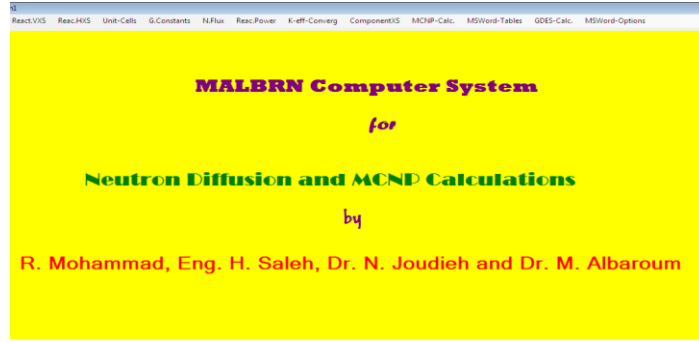 n1
React.VXS Reac.HXS Unit-Cells G.Constants N.Flux Reac.Power K-eff-Converg ComponentXS MCNP-Calc. MSWord-Tables GDES-Calc. MSWord-Options
MALBRN Computer System
for
Neutron Diffusion and MCNP Calculations
by
R. Mohammad, Eng. H. Saleh, Dr. N. Joudieh and Dr. M. Albaroum